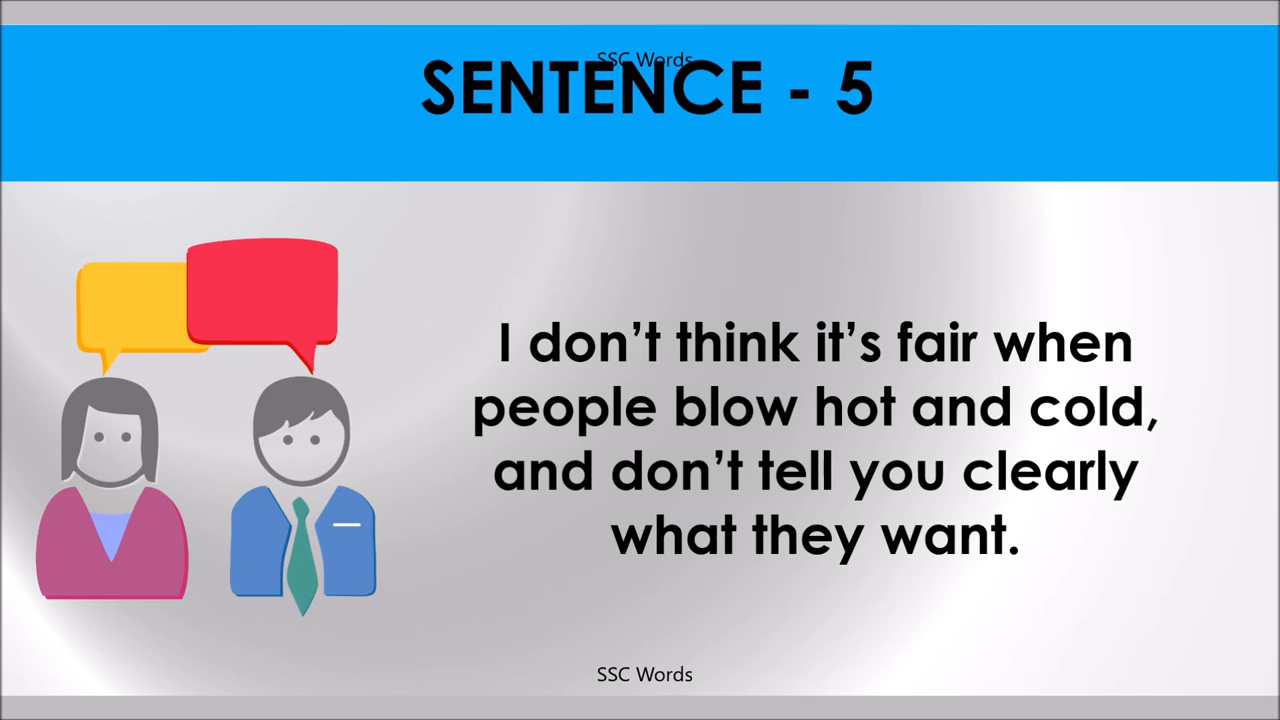 SSC Words
SENTENCE - 5
I don’t think it’s fair when
people blow hot and cold,
and don’t tell you clearly
what they want.
SSC Words